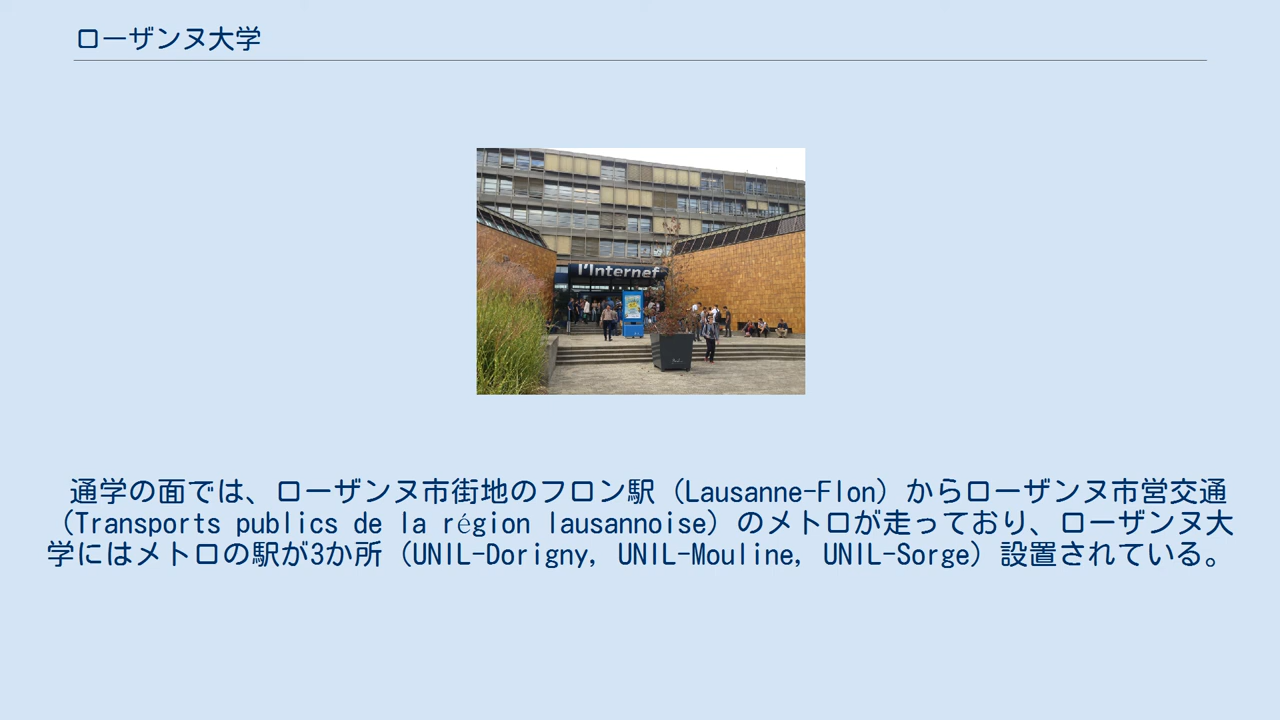 ローザンヌ大学
l'Internef
通学の面では、ローザンヌ市街地のフロン駅（Lausanne-Flon）からローザンヌ市営交通
（Transports publics de la région lausannoise）のメトロが走っており、ローザンヌ大
学にはメトロの駅が3か所（UNIL-Dorigny, UNIL-Mouline, UNIL-Sorge）設置されている。